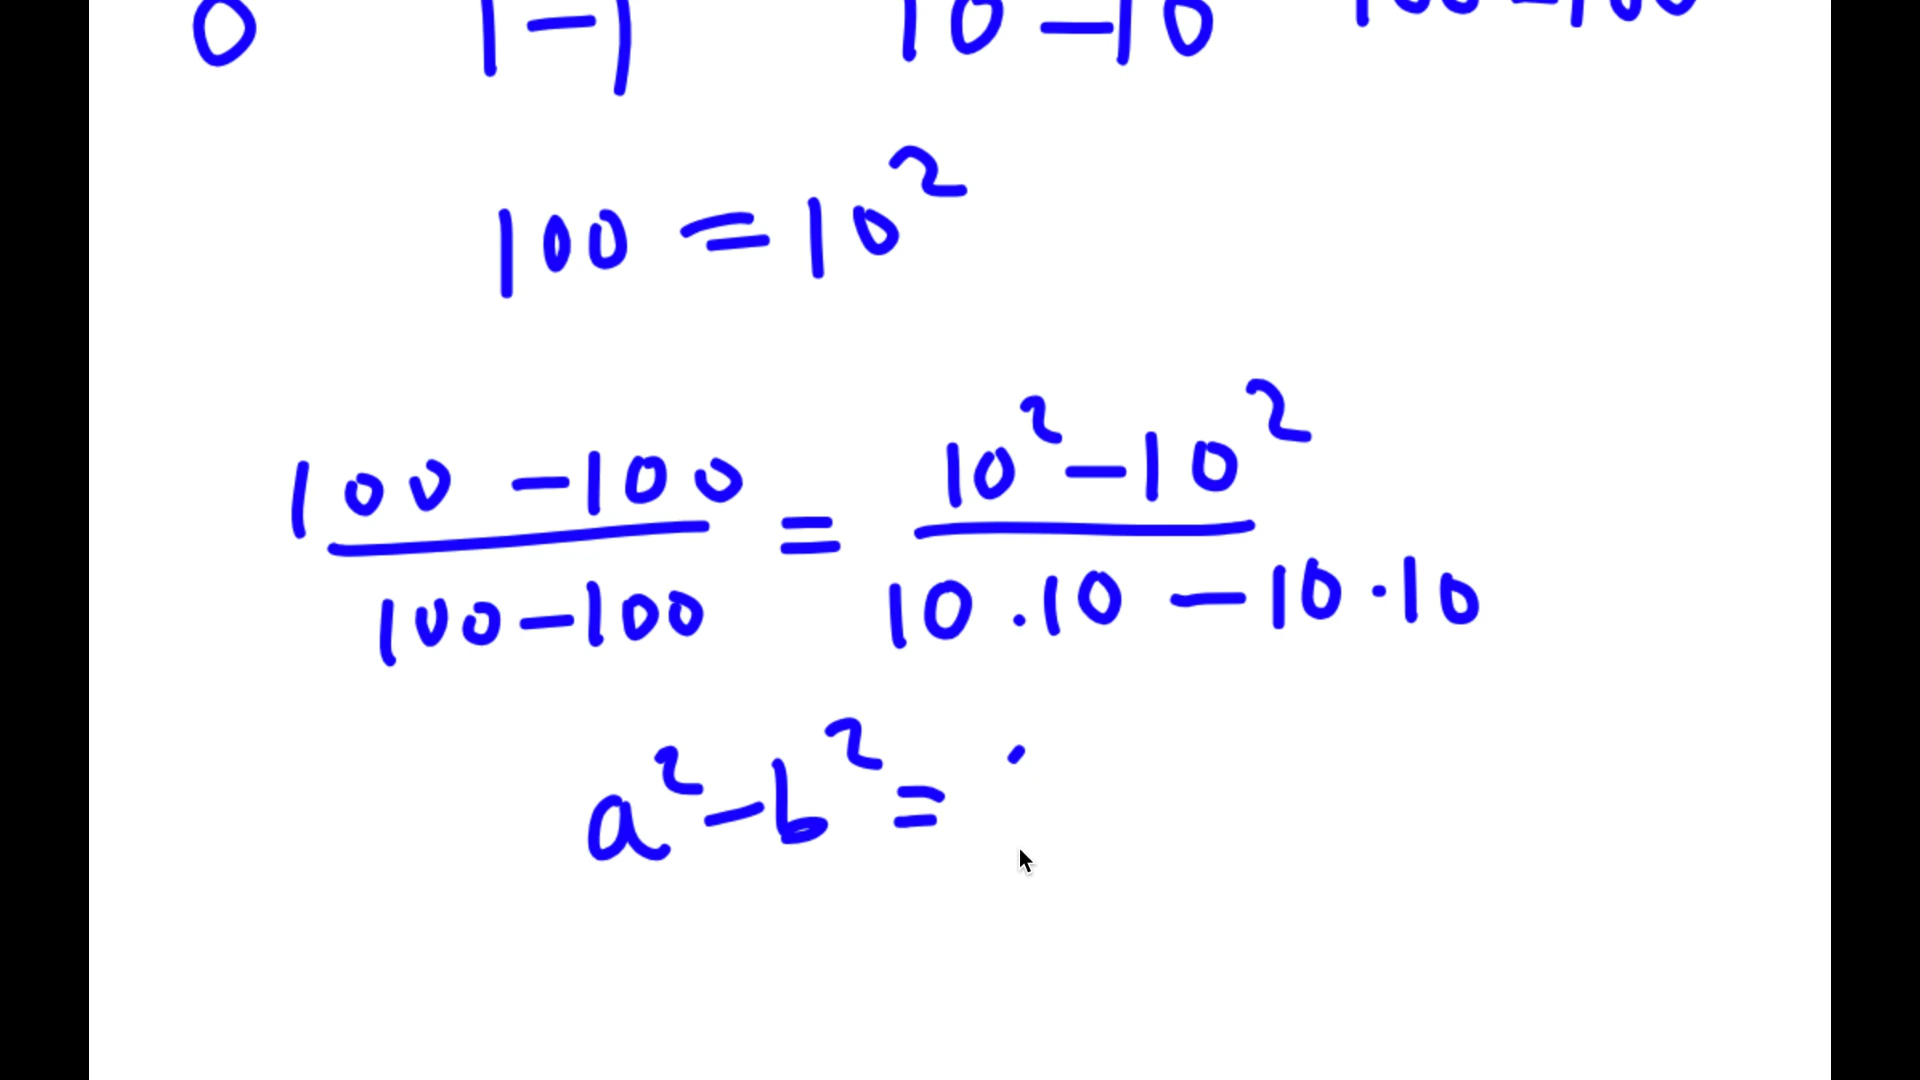 0 1-1 10-10 100-100
100 = 10²
100-100 / 100-100 = 10²-10² / 10·10-10·10
a²-b² =